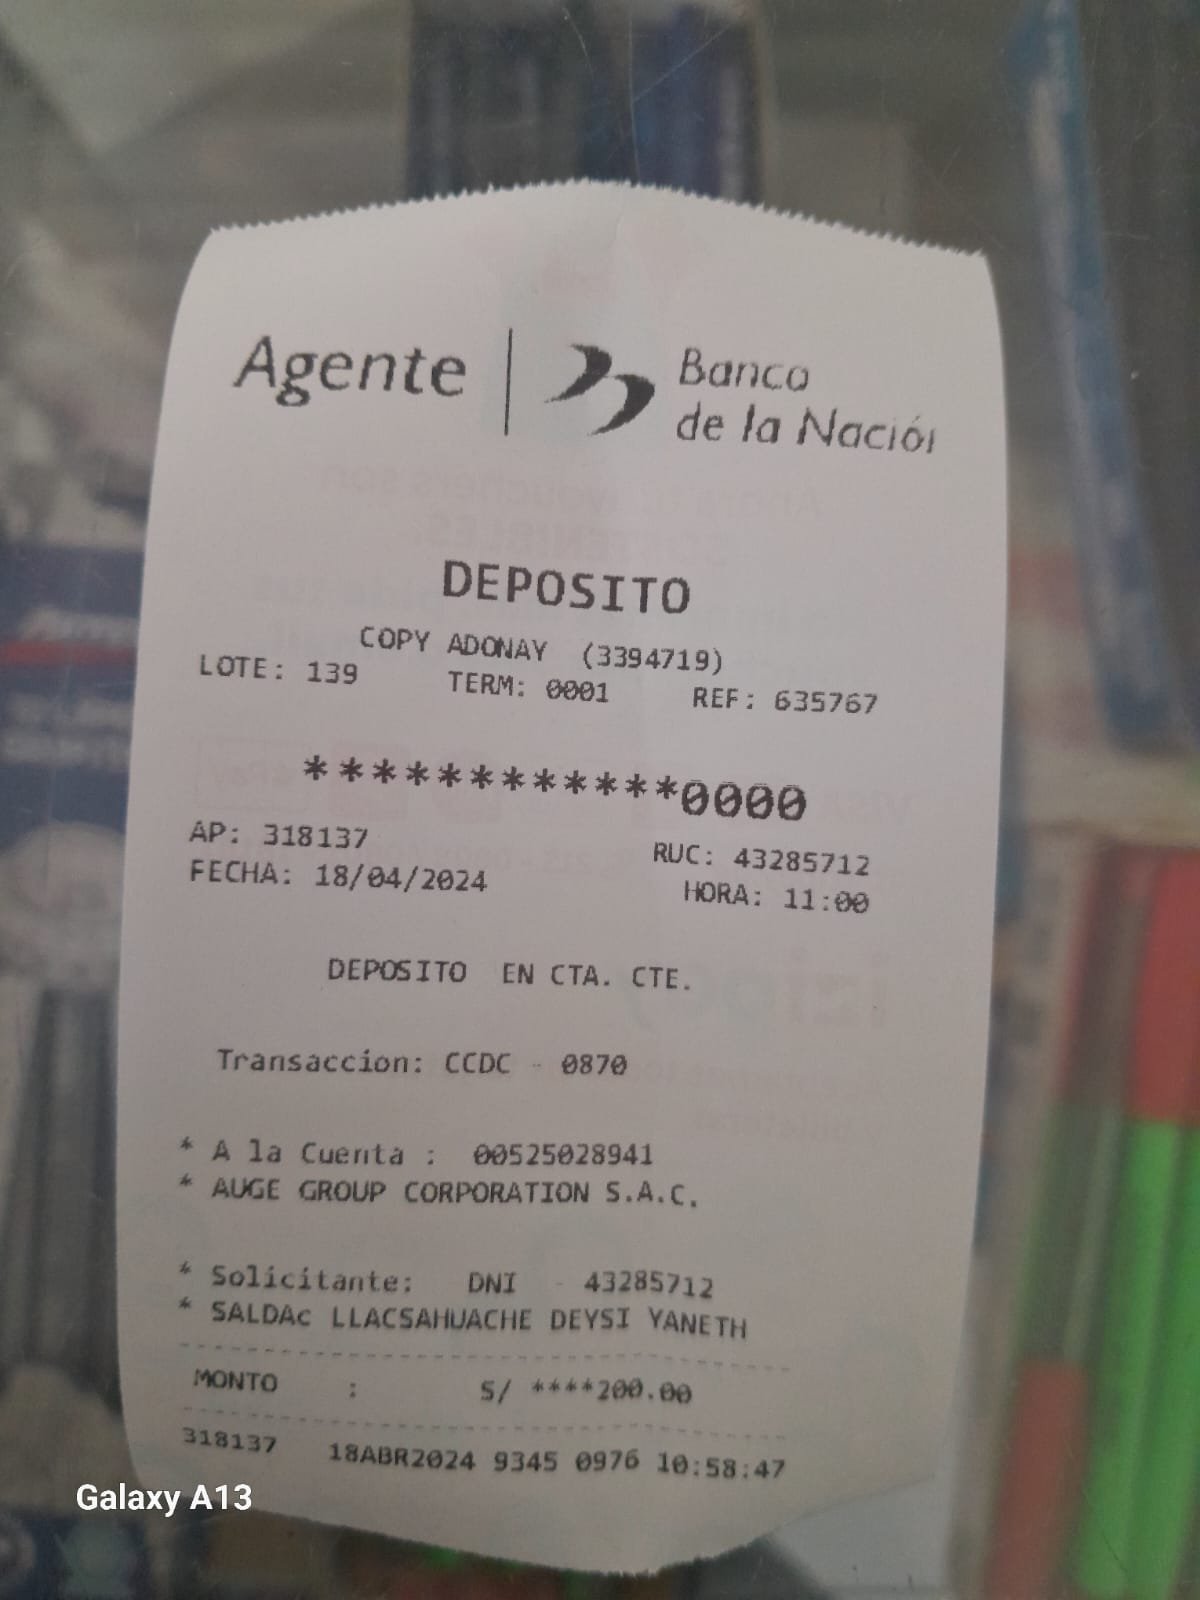 Agente | Banco
de la Nación
DEPOSITO
COPY ADONAY (3394719)
LOTE: 139 TERM: 0001 REF: 635767
************0000
AP: 318137 RUC: 43285712
FECHA: 18/04/2024 HORA: 11:00
DEPOSITO EN CTA. CTE.
Transaccion: CCDC - 0870
* A la Cuenta : 00525028941
* AUGE GROUP CORPORATION S.A.C.
* Solicitante: DNI - 43285712
* SALDAc LLACSAHUACHE DEYSI YANETH
MONTO : S/ ****200.00
318137 18ABR2024 9345 0976 10:58:47
Galaxy A13